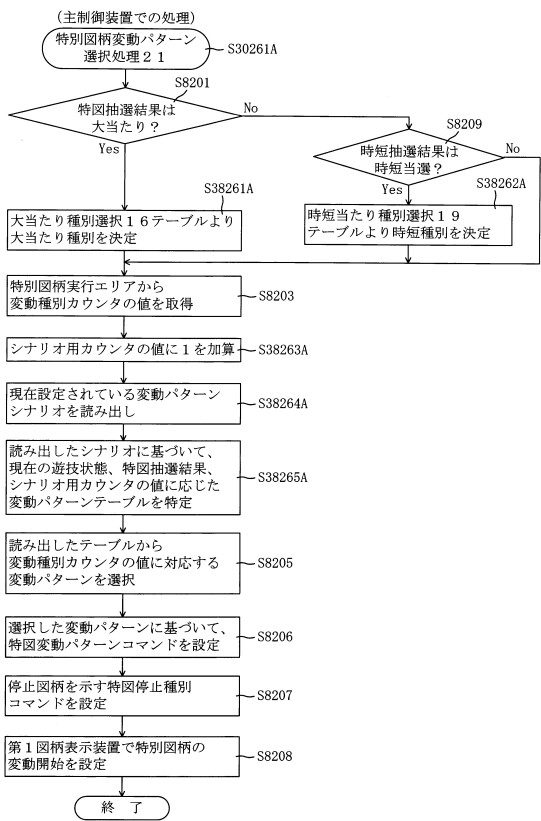 (主制御装置での処理)
特別図柄変動パターン
選択処理21
S30261A
S8201
特図抽選結果は
大当たり?
No
Yes
S8209
時短抽選結果は
時短当選?
No
Yes
S38261A
大当たり種別選択16テーブルより
大当たり種別を決定
S38262A
時短当たり種別選択19
テーブルより時短種別を決定
特別図柄実行エリアから
変動種別カウンタの値を取得
S8203
シナリオ用カウンタの値に1を加算
S38263A
現在設定されている変動パターン
シナリオを読み出し
S38264A
読み出したシナリオに基づいて、
現在の遊技状態、特図抽選結果、
シナリオ用カウンタの値に応じた
変動パターンテーブルを特定
S38265A
読み出したテーブルから
変動種別カウンタの値に対応する
変動パターンを選択
S8205
選択した変動パターンに基づいて、
特図変動パターンコマンドを設定
S8206
停止図柄を示す特図停止種別
コマンドを設定
S8207
第1図柄表示装置で特別図柄の
変動開始を設定
S8208
終 了